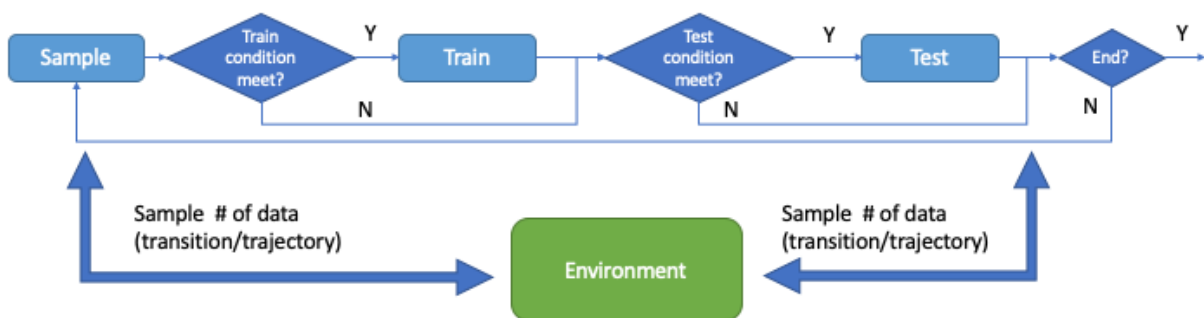 Sample
Train
condition
meet?
Y
Train
N
Test
condition
meet?
Y
Test
N
End?
Y
N
Sample # of data
(transition/trajectory)
Environment
Sample # of data
(transition/trajectory)